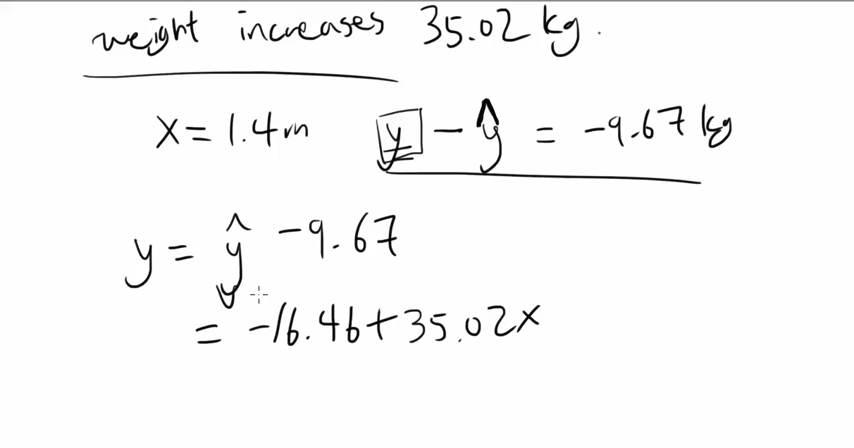 weight increases 35.02 kg.
x = 1.4m y - ŷ = -9.67 kg
y = ŷ -9.67
= -16.46+35.02x